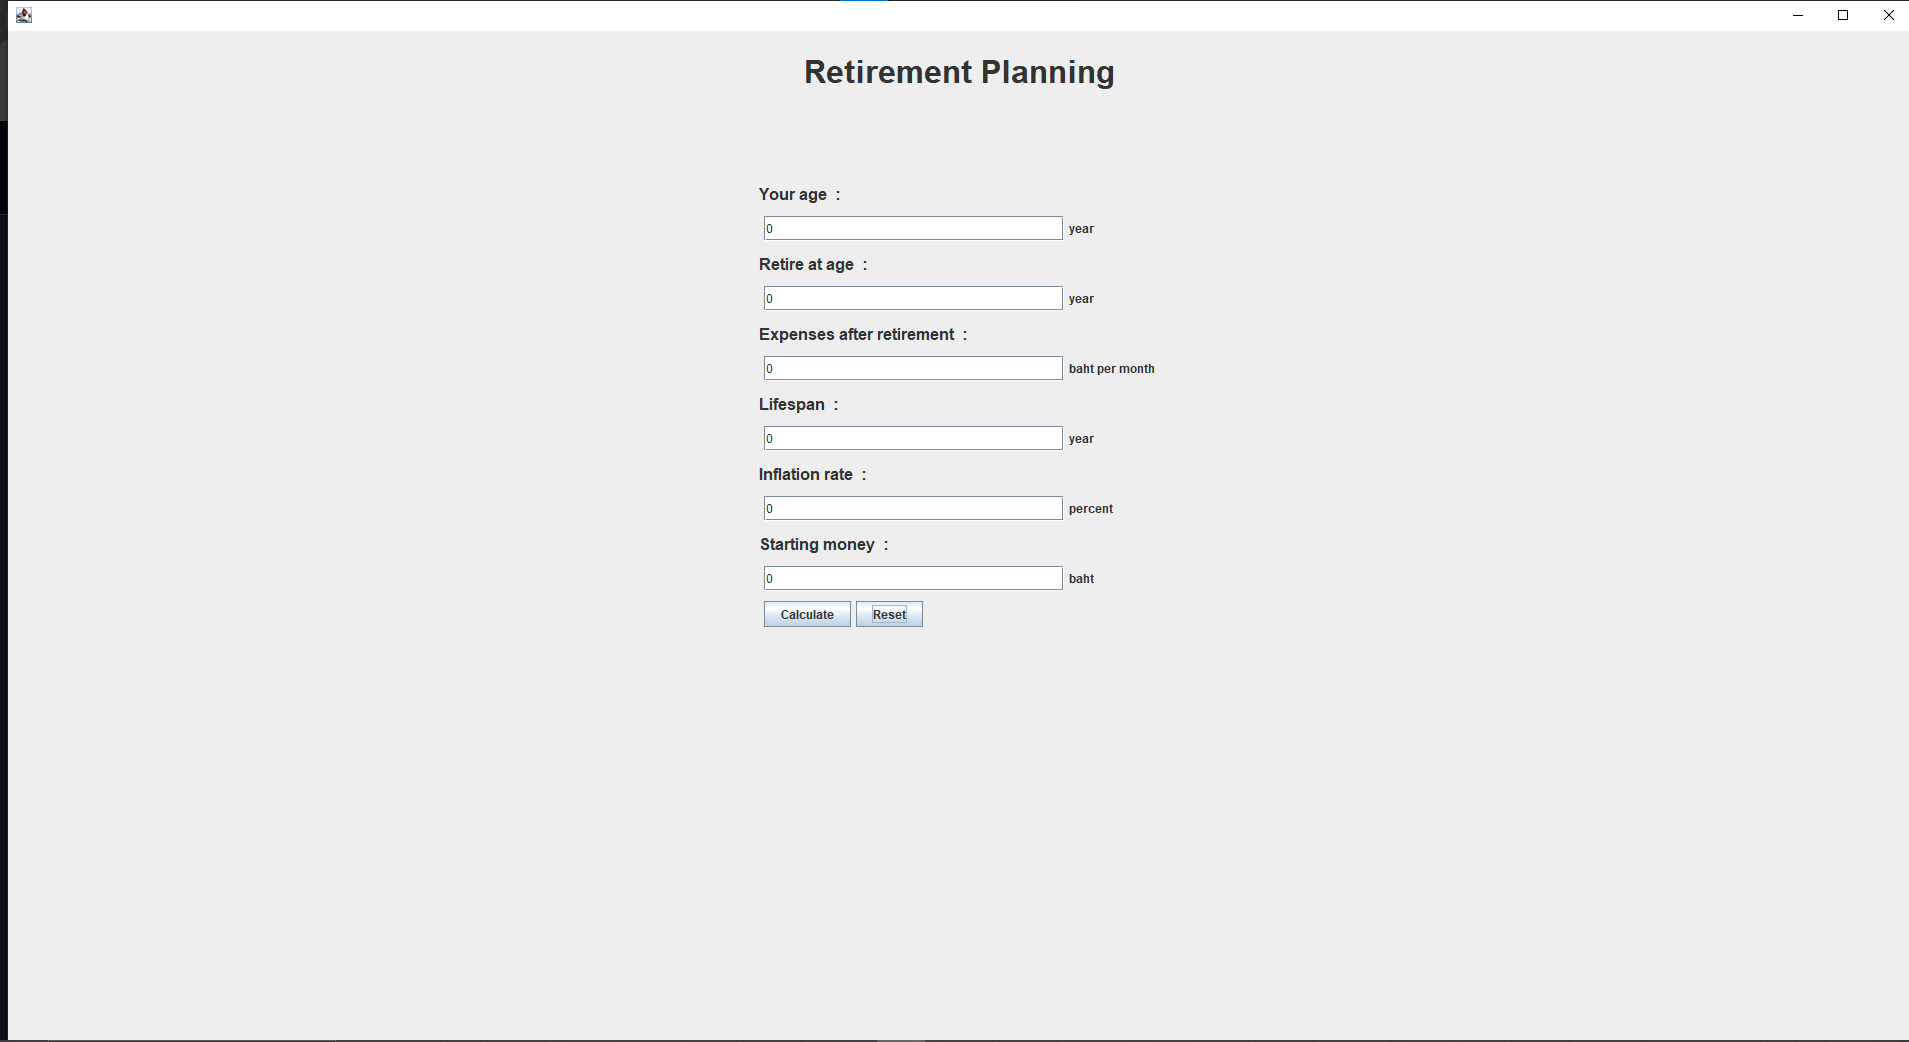 Retirement Planning
Your age :
0 year
Retire at age :
0 year
Expenses after retirement :
0 baht per month
Lifespan :
0 year
Inflation rate :
0 percent
Starting money :
0 baht
Calculate Reset